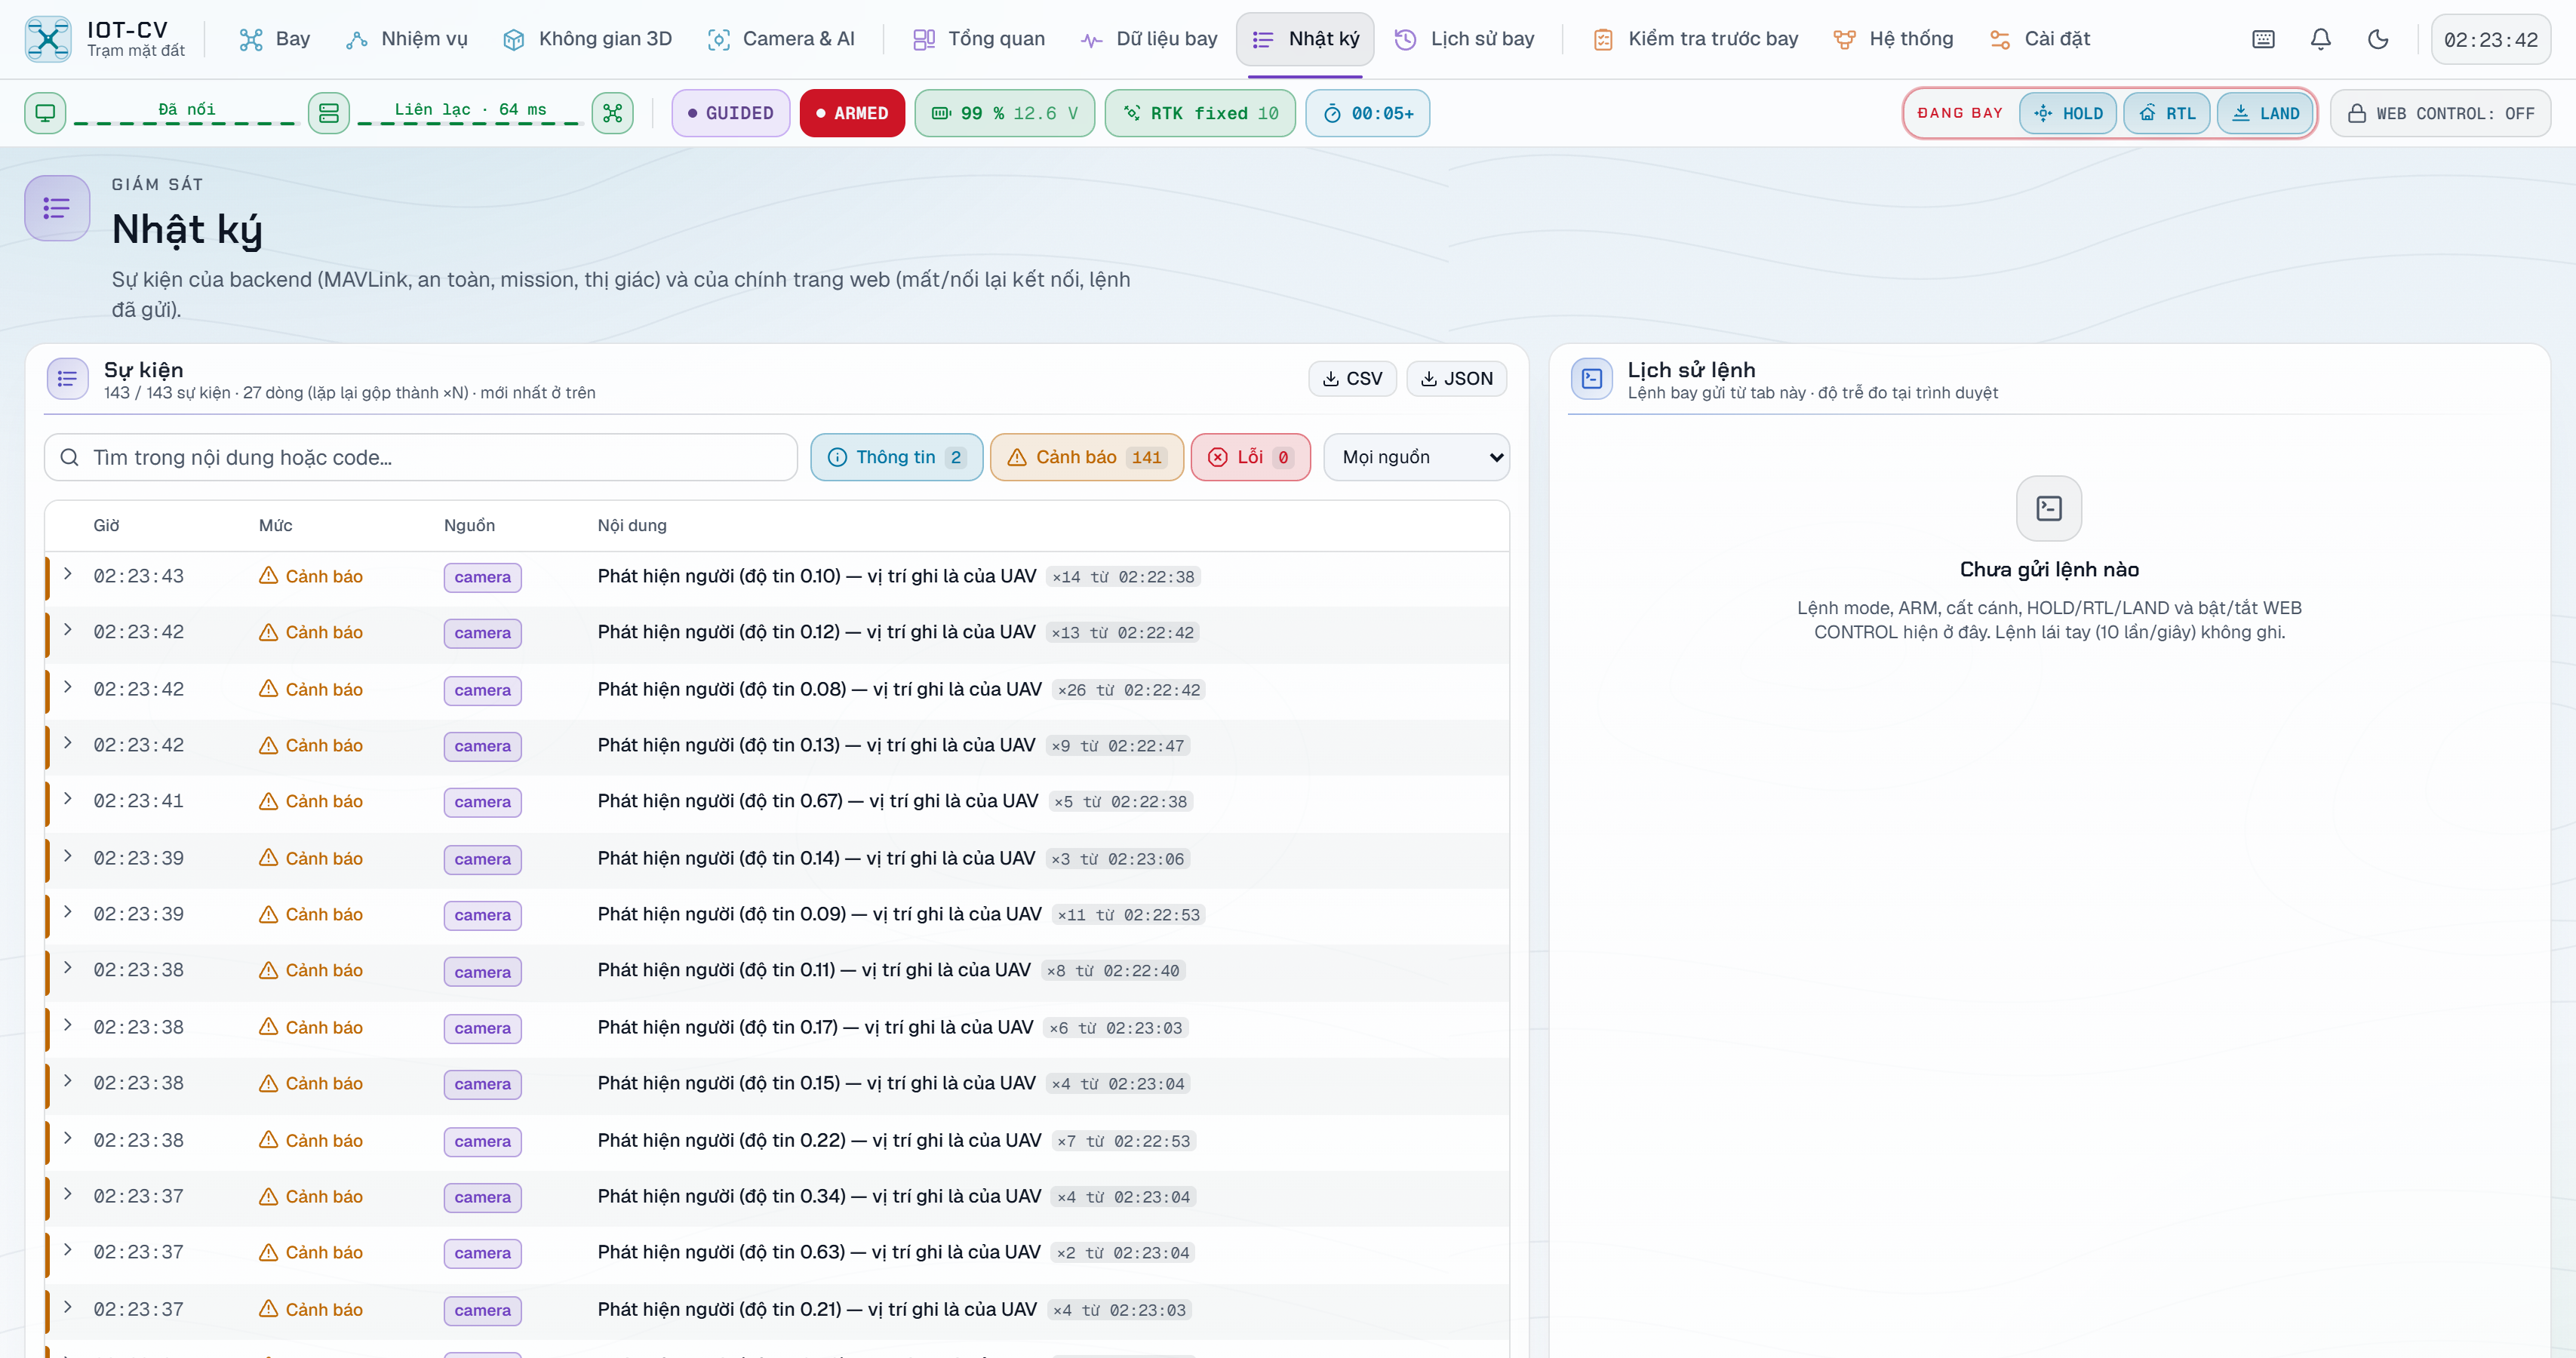 IOT-CV
Trạm mặt đất
Bay
Nhiệm vụ
Không gian 3D
Camera & AI
Tổng quan
Dữ liệu bay
Nhật ký
Lịch sử bay
Kiểm tra trước bay
Hệ thống
Cài đặt
02:23:42
Đã nối
Liên lạc · 64 ms
GUIDED
ARMED
99 % 12.6 V
RTK fixed 10
00:05+
ĐANG BAY
HOLD
RTL
LAND
WEB CONTROL: OFF
GIÁM SÁT
Nhật ký
Sự kiện của backend (MAVLink, an toàn, mission, thị giác) và của chính trang web (mất/nối lại kết nối, lệnh
đã gửi).
Sự kiện
143 / 143 sự kiện · 27 dòng (lặp lại gộp thành ×N) · mới nhất ở trên
CSV
JSON
Tìm trong nội dung hoặc code...
Thông tin 2
Cảnh báo 141
Lỗi 0
Mọi nguồn
Giờ Mức Nguồn Nội dung
02:23:43 Cảnh báo camera Phát hiện người (độ tin 0.10) — vị trí ghi là của UAV ×14 từ 02:22:38
02:23:42 Cảnh báo camera Phát hiện người (độ tin 0.12) — vị trí ghi là của UAV ×13 từ 02:22:42
02:23:42 Cảnh báo camera Phát hiện người (độ tin 0.08) — vị trí ghi là của UAV ×26 từ 02:22:42
02:23:42 Cảnh báo camera Phát hiện người (độ tin 0.13) — vị trí ghi là của UAV ×9 từ 02:22:47
02:23:41 Cảnh báo camera Phát hiện người (độ tin 0.67) — vị trí ghi là của UAV ×5 từ 02:22:38
02:23:39 Cảnh báo camera Phát hiện người (độ tin 0.14) — vị trí ghi là của UAV ×3 từ 02:23:06
02:23:39 Cảnh báo camera Phát hiện người (độ tin 0.09) — vị trí ghi là của UAV ×11 từ 02:22:53
02:23:38 Cảnh báo camera Phát hiện người (độ tin 0.11) — vị trí ghi là của UAV ×8 từ 02:22:40
02:23:38 Cảnh báo camera Phát hiện người (độ tin 0.17) — vị trí ghi là của UAV ×6 từ 02:23:03
02:23:38 Cảnh báo camera Phát hiện người (độ tin 0.15) — vị trí ghi là của UAV ×4 từ 02:23:04
02:23:38 Cảnh báo camera Phát hiện người (độ tin 0.22) — vị trí ghi là của UAV ×7 từ 02:22:53
02:23:37 Cảnh báo camera Phát hiện người (độ tin 0.34) — vị trí ghi là của UAV ×4 từ 02:23:04
02:23:37 Cảnh báo camera Phát hiện người (độ tin 0.63) — vị trí ghi là của UAV ×2 từ 02:23:04
02:23:37 Cảnh báo camera Phát hiện người (độ tin 0.21) — vị trí ghi là của UAV ×4 từ 02:23:03
Lịch sử lệnh
Lệnh bay gửi từ tab này · độ trễ đo tại trình duyệt
Chưa gửi lệnh nào
Lệnh mode, ARM, cất cánh, HOLD/RTL/LAND và bật/tắt WEB
CONTROL hiện ở đây. Lệnh lái tay (10 lần/giây) không ghi.